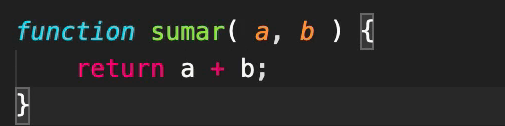 function sumar( a, b ) {
    return a + b;
}